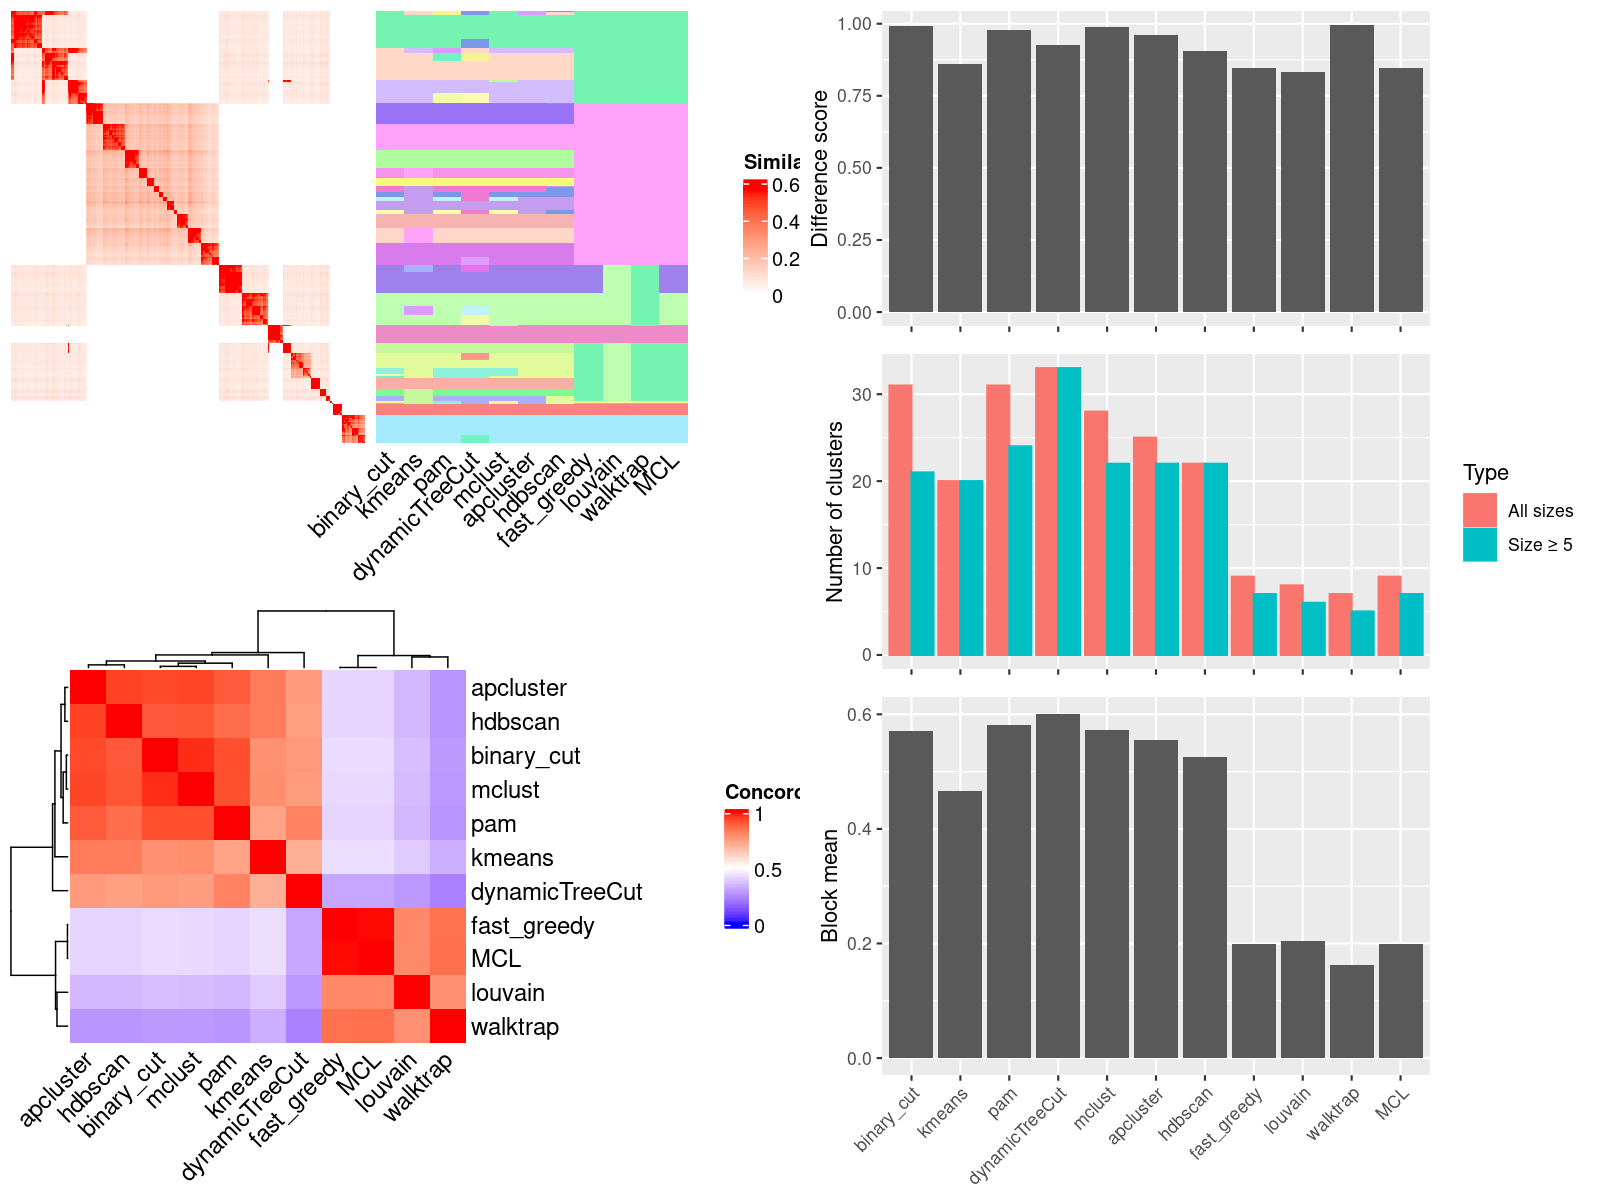 Simila
0.6
0.4
0.2
0
binary_cut
kmeans
pam
dynamicTreeCut
mclust
apcluster
hdbscan
fast_greedy
louvain
walktrap
MCL
Difference score
1.00
0.75
0.50
0.25
0.00
Number of clusters
30
20
10
0
Type
All sizes
Size ≥ 5
apcluster
hdbscan
binary_cut
mclust
pam
kmeans
dynamicTreeCut
fast_greedy
MCL
louvain
walktrap
apcluster
hdbscan
binary_cut
mclust
pam
kmeans
dynamicTreeCut
fast_greedy
MCL
louvain
walktrap
Concord
1
0.5
0
Block mean
0.6
0.4
0.2
0.0
binary_cut
kmeans
pam
dynamicTreeCut
mclust
apcluster
hdbscan
fast_greedy
louvain
walktrap
MCL